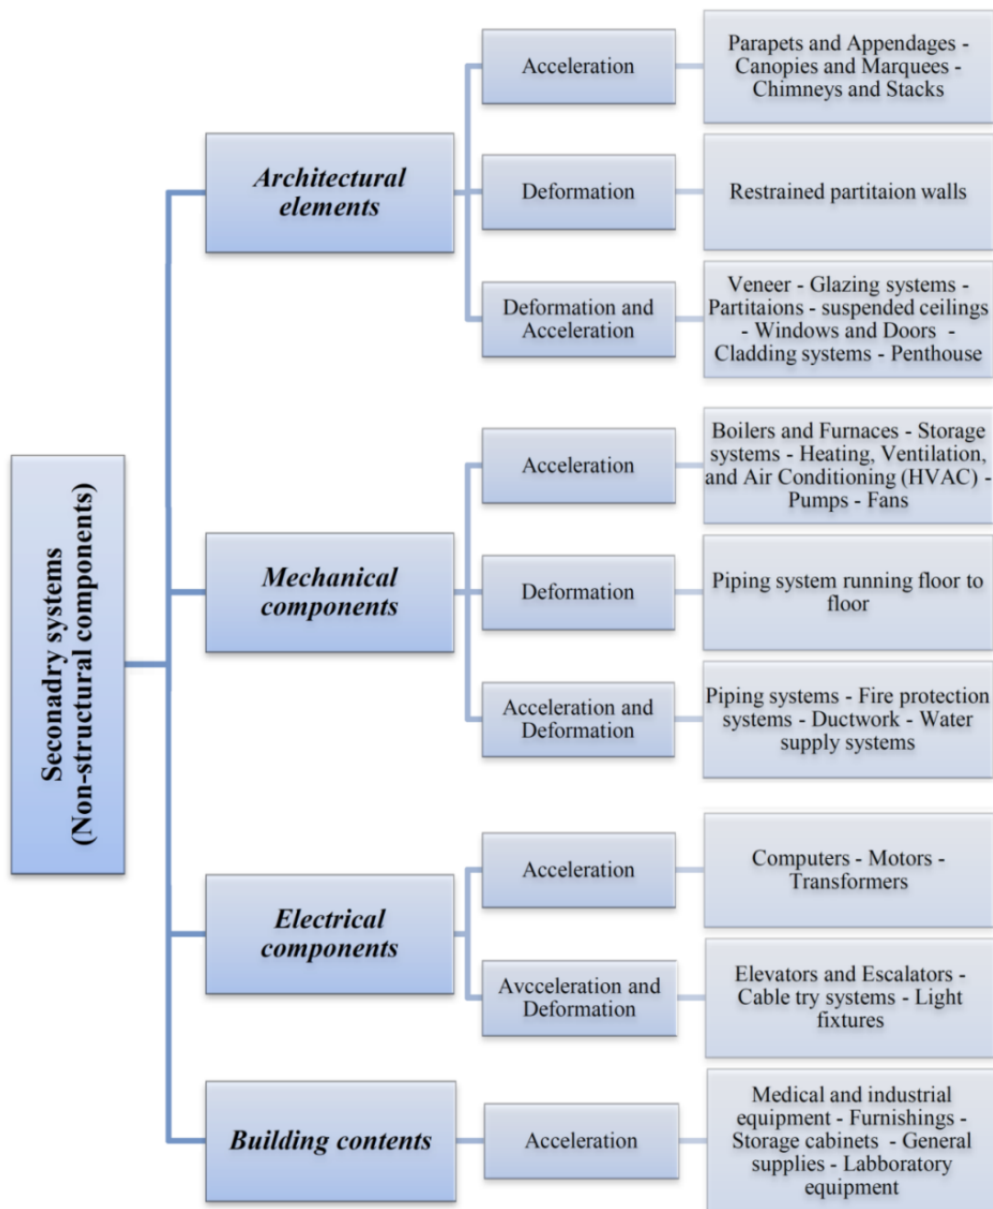 Seconadry systems
(Non-structural components)
Architectural
elements
Acceleration
Parapets and Appendages -
Canopies and Marquees -
Chimneys and Stacks
Deformation
Restrained partitaion walls
Deformation and
Acceleration
Veneer - Glazing systems -
Partitaions - suspended ceilings
- Windows and Doors -
Cladding systems - Penthouse
Mechanical
components
Acceleration
Boilers and Furnaces - Storage
systems - Heating, Ventilation,
and Air Conditioning (HVAC) -
Pumps - Fans
Deformation
Piping system running floor to
floor
Acceleration and
Deformation
Piping systems - Fire protection
systems - Ductwork - Water
supply systems
Electrical
components
Acceleration
Computers - Motors -
Transformers
Avcceleration and
Deformation
Elevators and Escalators -
Cable try systems - Light
fixtures
Building contents
Acceleration
Medical and industrial
equipment - Furnishings -
Storage cabinets - General
supplies - Labboratory
equipment